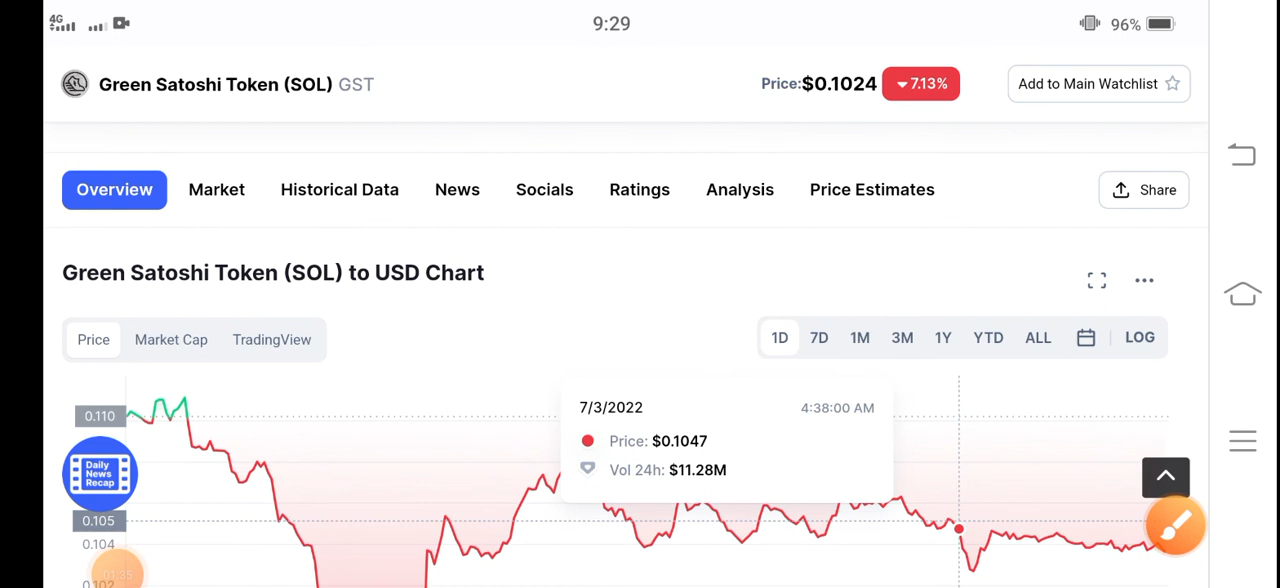 4G 9:29 96%
Green Satoshi Token (SOL) GST Price:$0.1024 7.13% Add to Main Watchlist
Overview Market Historical Data News Socials Ratings Analysis Price Estimates Share
Green Satoshi Token (SOL) to USD Chart
Price Market Cap TradingView 1D 7D 1M 3M 1Y YTD ALL LOG
7/3/2022 4:38:00 AM
Price: $0.1047
Vol 24h: $11.28M
0.110
Daily
News
Recap
0.105
0.104
0.102
01:35